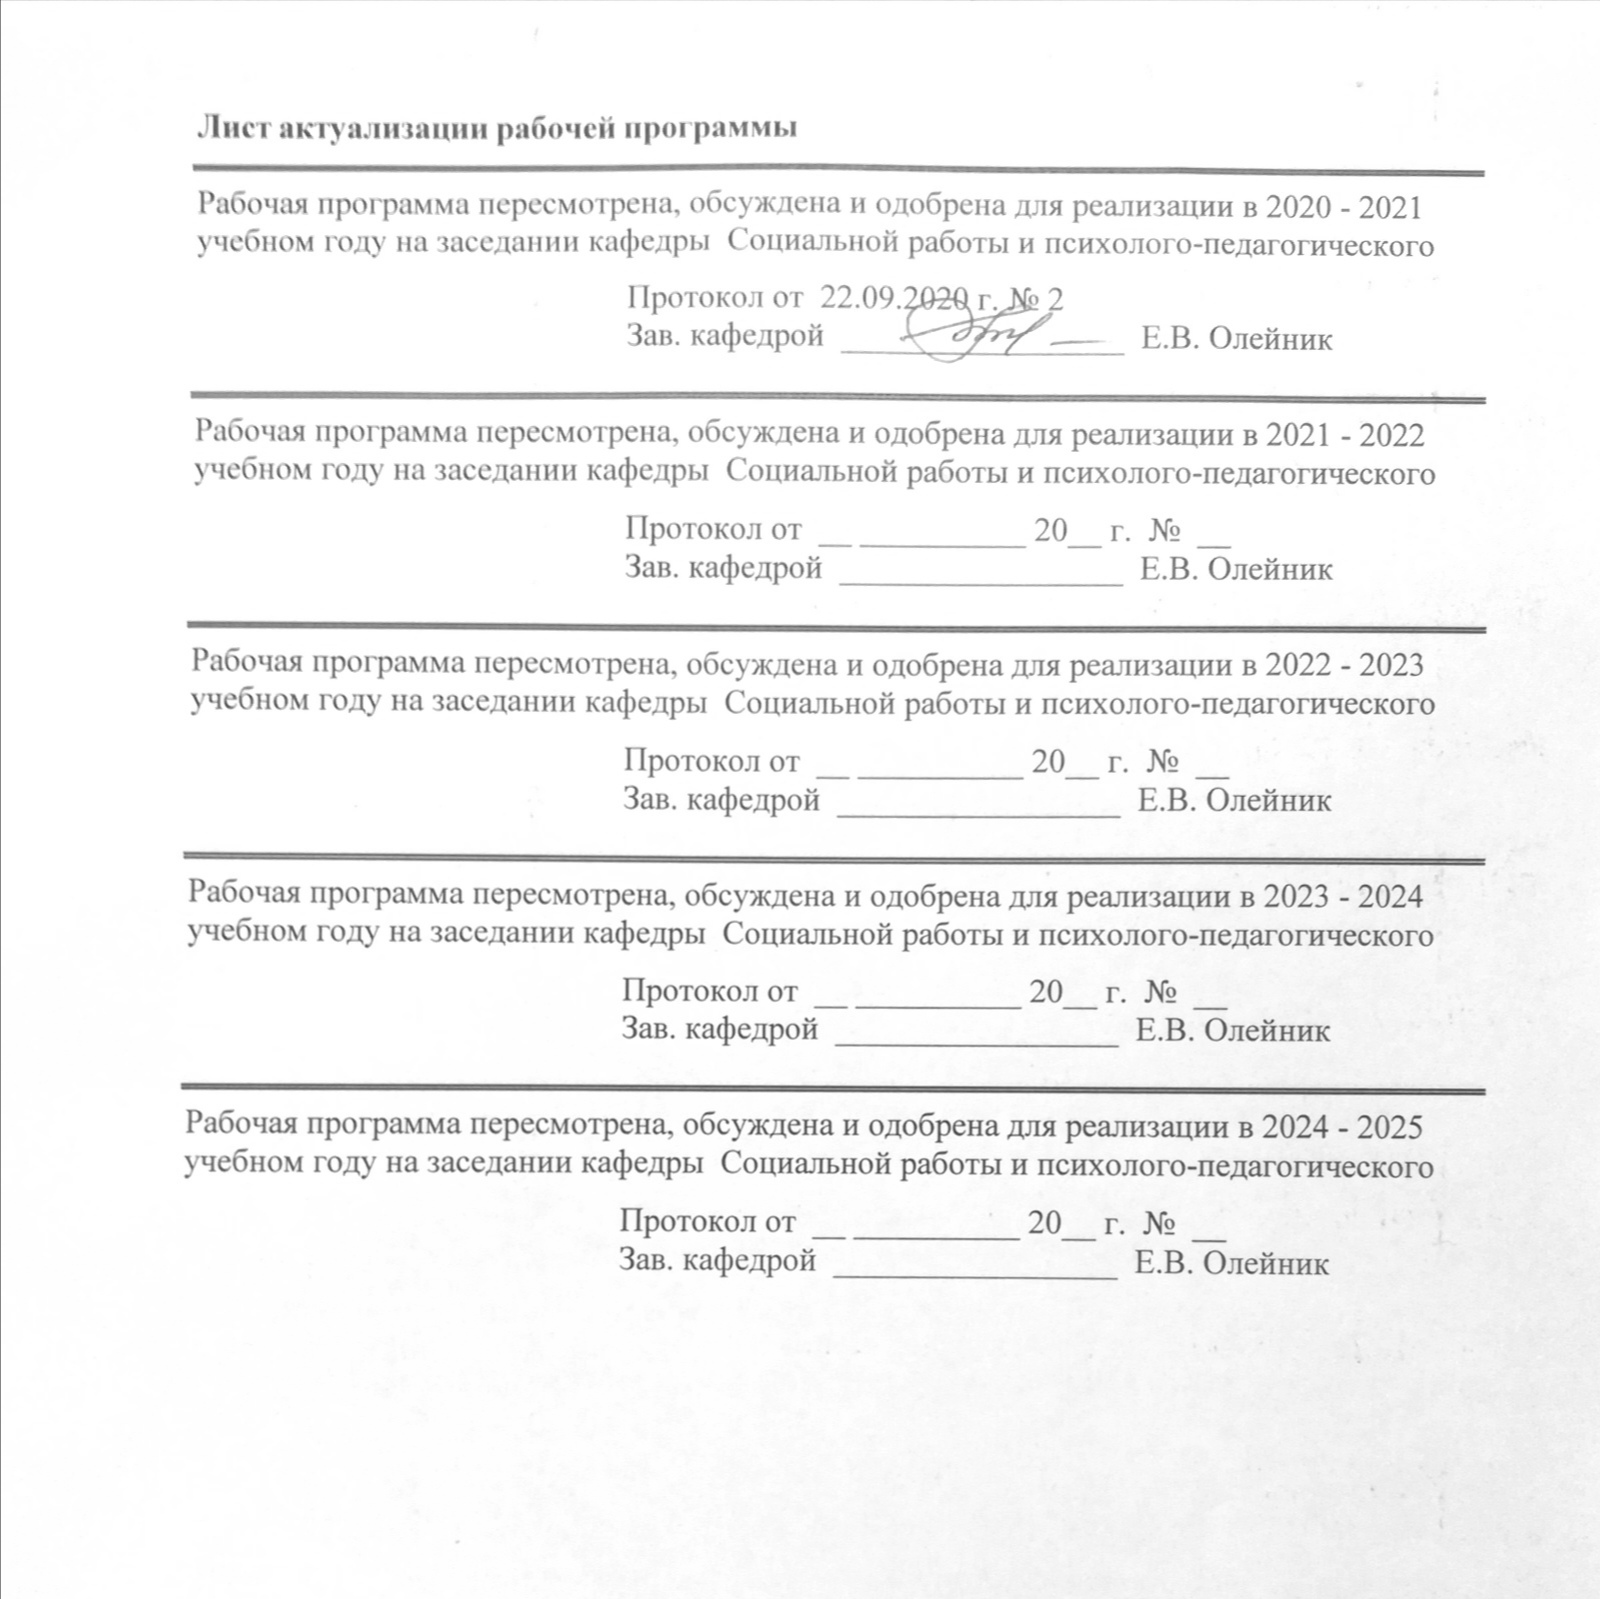 Лист актуализации рабочей программы
Рабочая программа пересмотрена, обсуждена и одобрена для реализации в 2020 - 2021
учебном году на заседании кафедры Социальной работы и психолого-педагогического
Протокол от 22.09.2020 г. № 2
Зав. кафедрой _________________ Е.В. Олейник
Рабочая программа пересмотрена, обсуждена и одобрена для реализации в 2021 - 2022
учебном году на заседании кафедры Социальной работы и психолого-педагогического
Протокол от __ __________ 20__ г. № __
Зав. кафедрой _________________ Е.В. Олейник
Рабочая программа пересмотрена, обсуждена и одобрена для реализации в 2022 - 2023
учебном году на заседании кафедры Социальной работы и психолого-педагогического
Протокол от __ __________ 20__ г. № __
Зав. кафедрой _________________ Е.В. Олейник
Рабочая программа пересмотрена, обсуждена и одобрена для реализации в 2023 - 2024
учебном году на заседании кафедры Социальной работы и психолого-педагогического
Протокол от __ __________ 20__ г. № __
Зав. кафедрой _________________ Е.В. Олейник
Рабочая программа пересмотрена, обсуждена и одобрена для реализации в 2024 - 2025
учебном году на заседании кафедры Социальной работы и психолого-педагогического
Протокол от __ __________ 20__ г. № __
Зав. кафедрой _________________ Е.В. Олейник